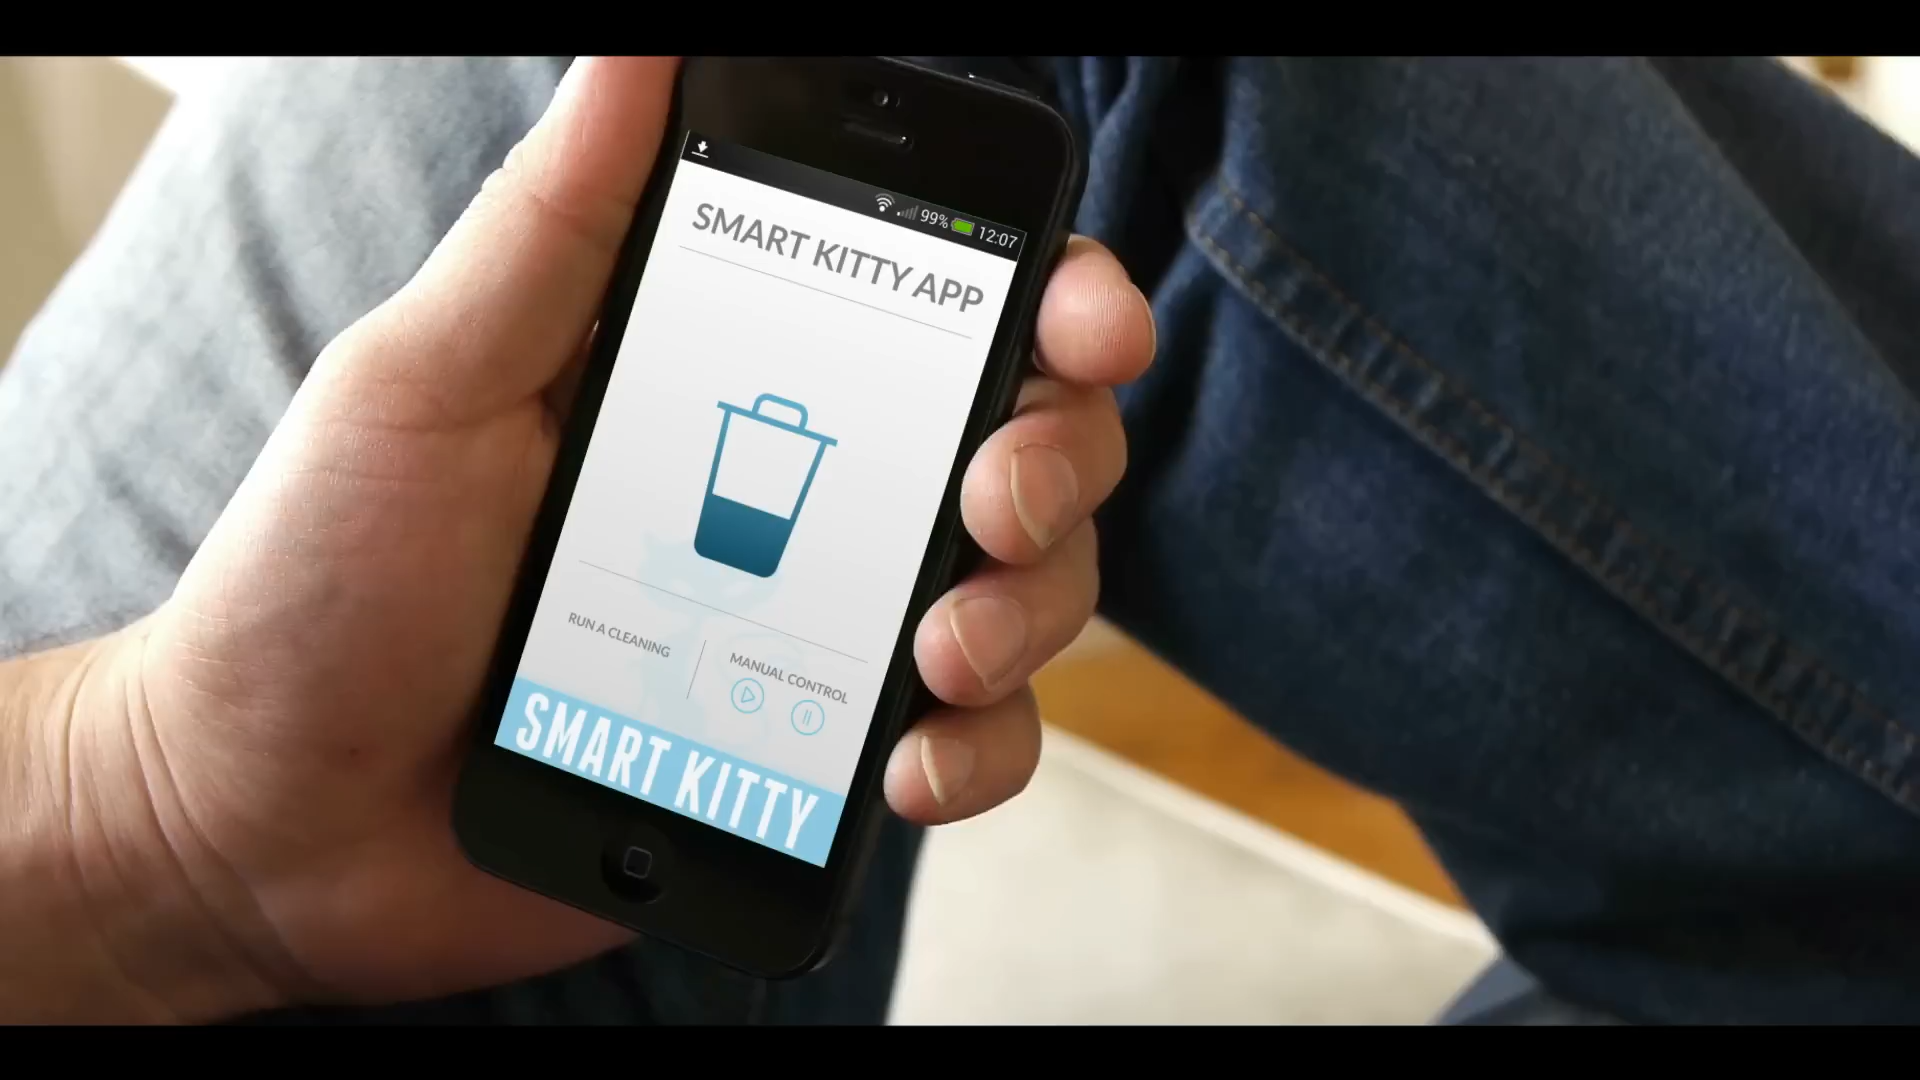 99% 12:07
SMART KITTY APP
RUN A CLEANING
MANUAL CONTROL
SMART KITTY